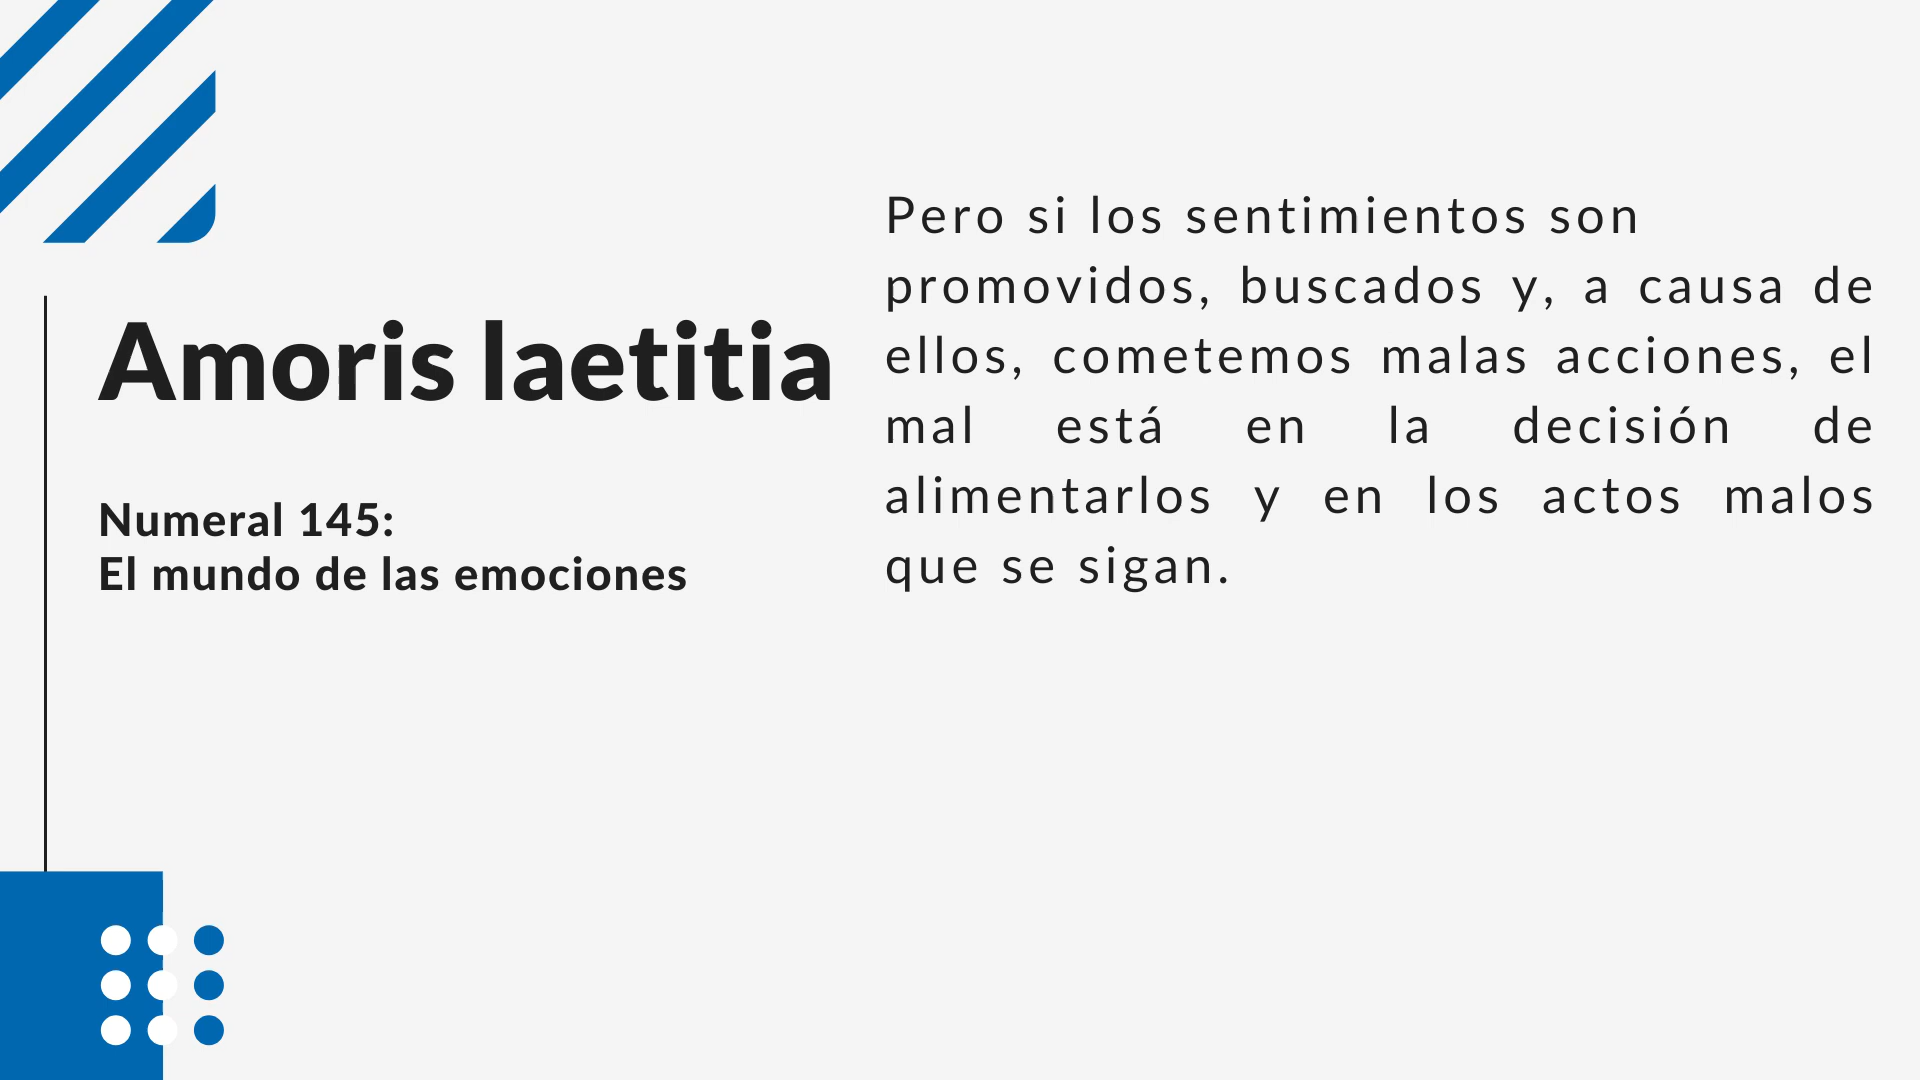 Amoris laetitia
Numeral 145:
El mundo de las emociones
Pero si los sentimientos son
promovidos, buscados y, a causa de
ellos, cometemos malas acciones, el
mal está en la decisión de
alimentarlos y en los actos malos
que se sigan.